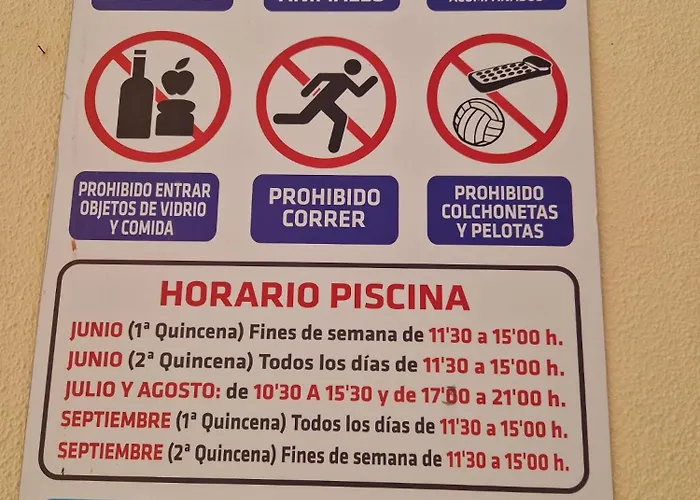 PROHIBIDO ENTRAR
OBJETOS DE VIDRIO
Y COMIDA
PROHIBIDO
CORRER
PROHIBIDO
COLCHONETAS
Y PELOTAS
HORARIO PISCINA
JUNIO (1ª Quincena) Fines de semana de 11'30 a 15'00 h.
JUNIO (2ª Quincena) Todos los días de 11'30 a 15'00 h.
JULIO Y AGOSTO: de 10'30 A 15'30 y de 17'00 a 21'00 h.
SEPTIEMBRE (1ª Quincena) Todos los días de 11'30 a 15'00 h.
SEPTIEMBRE (2ª Quincena) Fines de semana de 11'30 a 15'00 h.